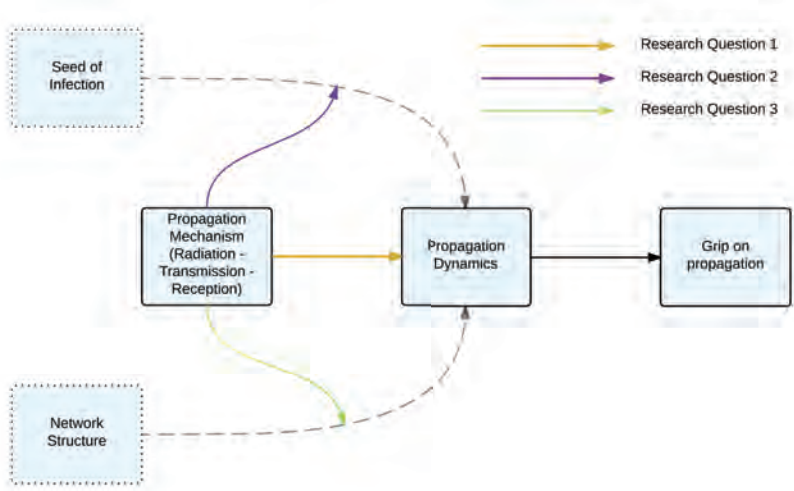 Seed of
Infection
Research Question 1
Research Question 2
Research Question 3
Propagation
Mechanism
(Radiation -
Transmission -
Reception)
Propagation
Dynamics
Grip on
propagation
Network
Structure